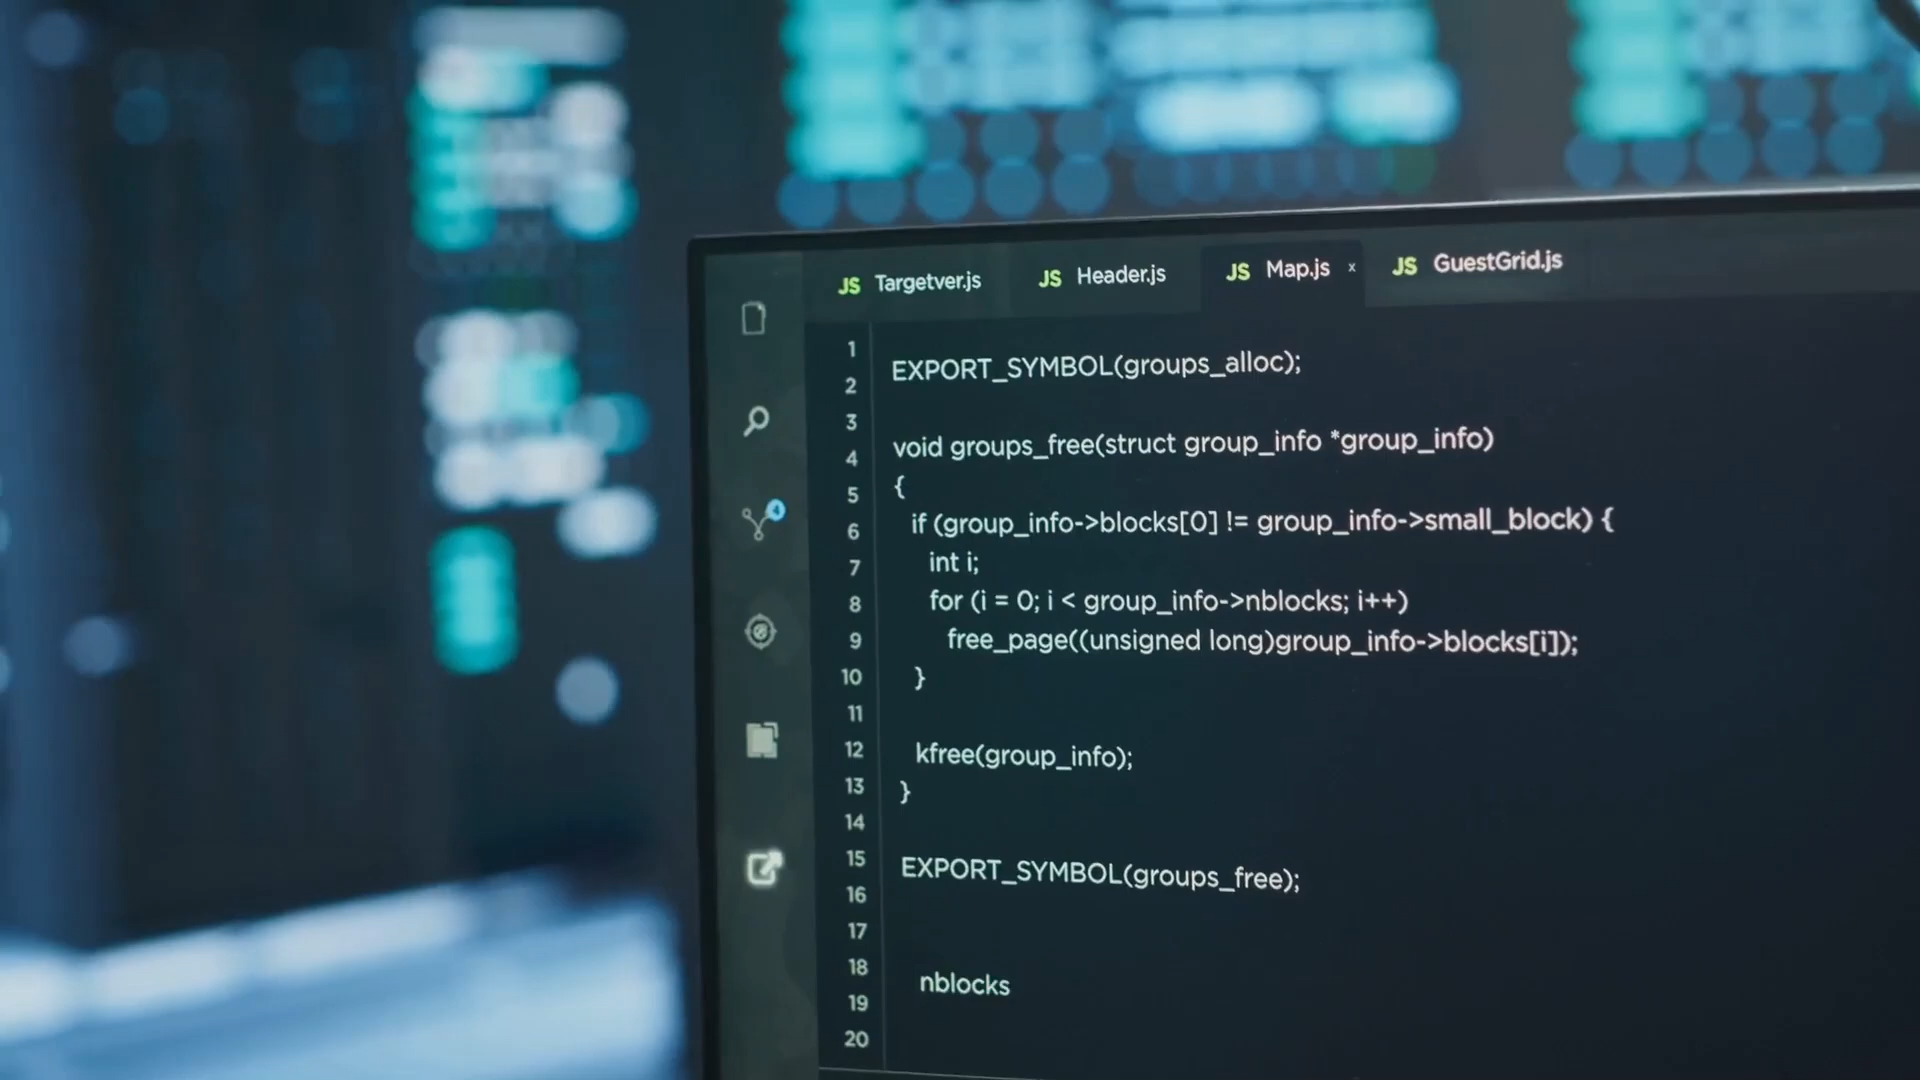 JS Targetver.js JS Header.js JS Map.js x JS GuestGrid.js
4
1
2
3
4
5
6
7
8
9
10
11
12
13
14
15
16
17
18
19
20
EXPORT_SYMBOL(groups_alloc);
void groups_free(struct group_info *group_info)
{
if (group_info->blocks[0] != group_info->small_block) {
int i;
for (i = 0; i < group_info->nblocks; i++)
free_page((unsigned long)group_info->blocks[i]);
}
kfree(group_info);
}
EXPORT_SYMBOL(groups_free);
nblocks